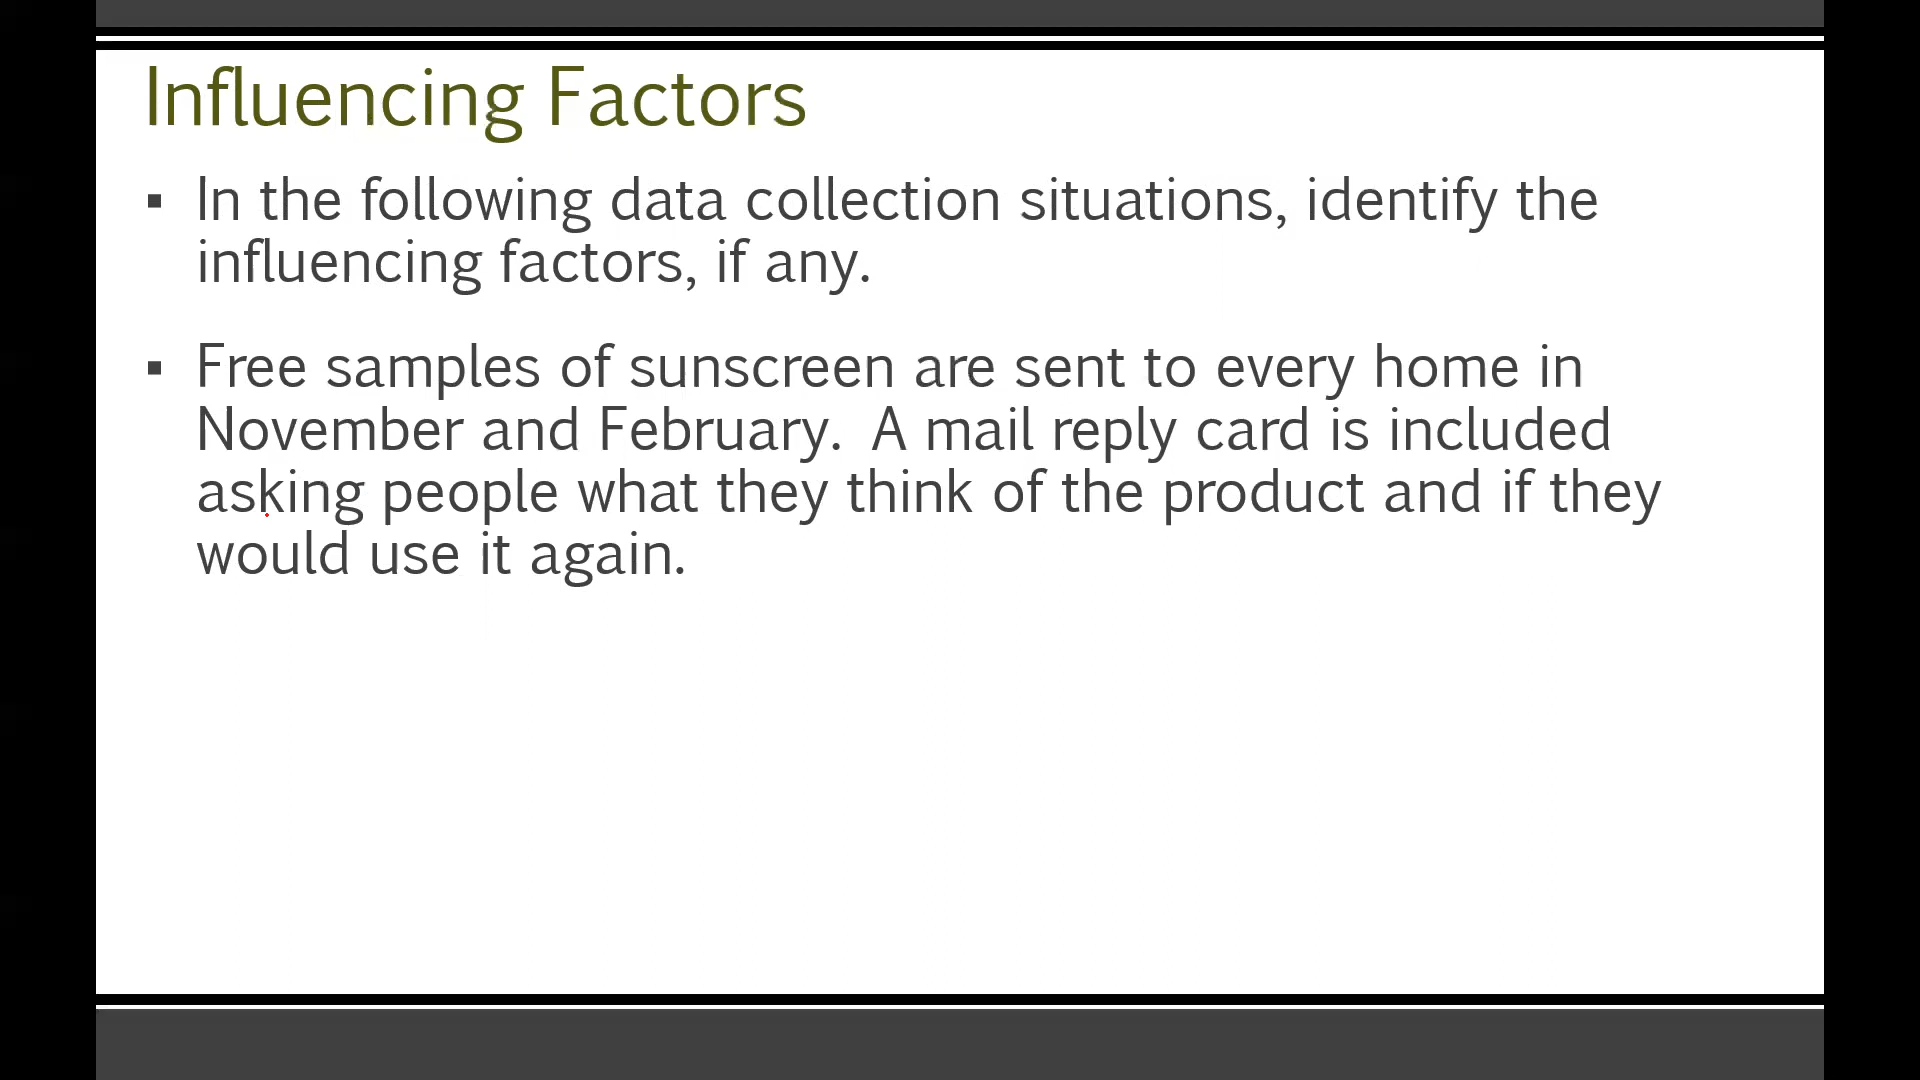 Influencing Factors
▪ In the following data collection situations, identify the
influencing factors, if any.
▪ Free samples of sunscreen are sent to every home in
November and February.  A mail reply card is included
asking people what they think of the product and if they
would use it again.